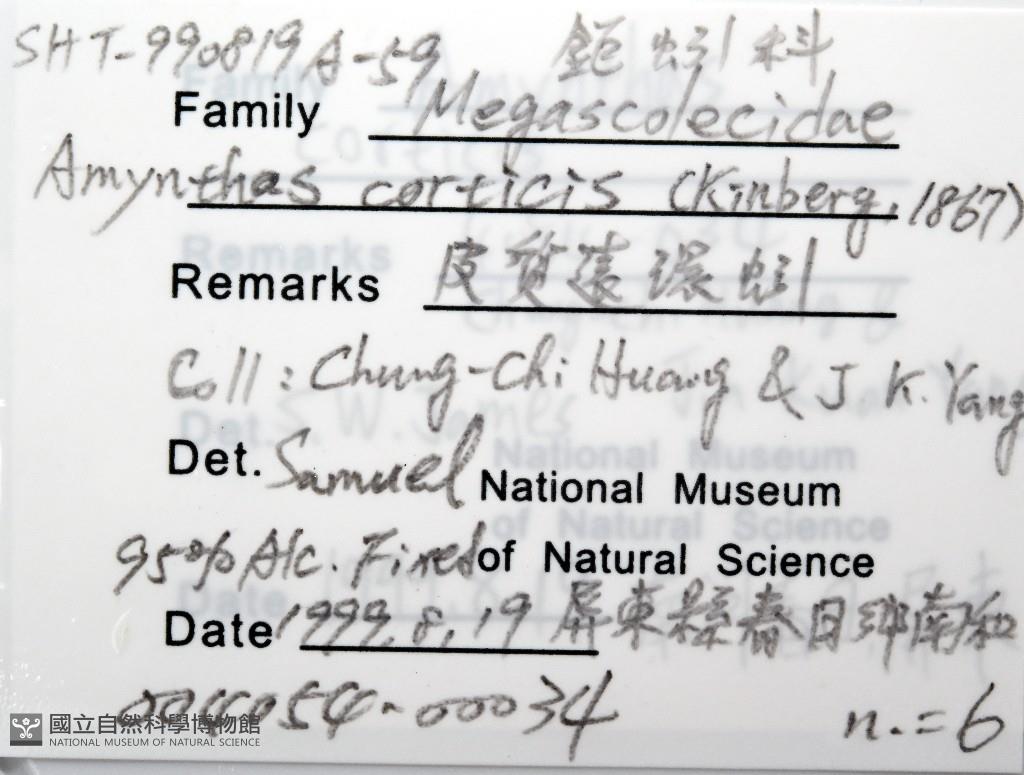 SHT-990819A-59 鉅蚓科
Family Megascolecidae
Amynthas corticis (Kinberg, 1867)
Remarks 皮質遠環蚓
Coll: Chung-Chi Huang & J. K. Yang
Det. Samuel National Museum
95% Alc. Fixed of Natural Science
Date 1999.8.19 屏東縣春日鄉南和
004054-00034 n.=6
國立自然科學博物館
NATIONAL MUSEUM OF NATURAL SCIENCE